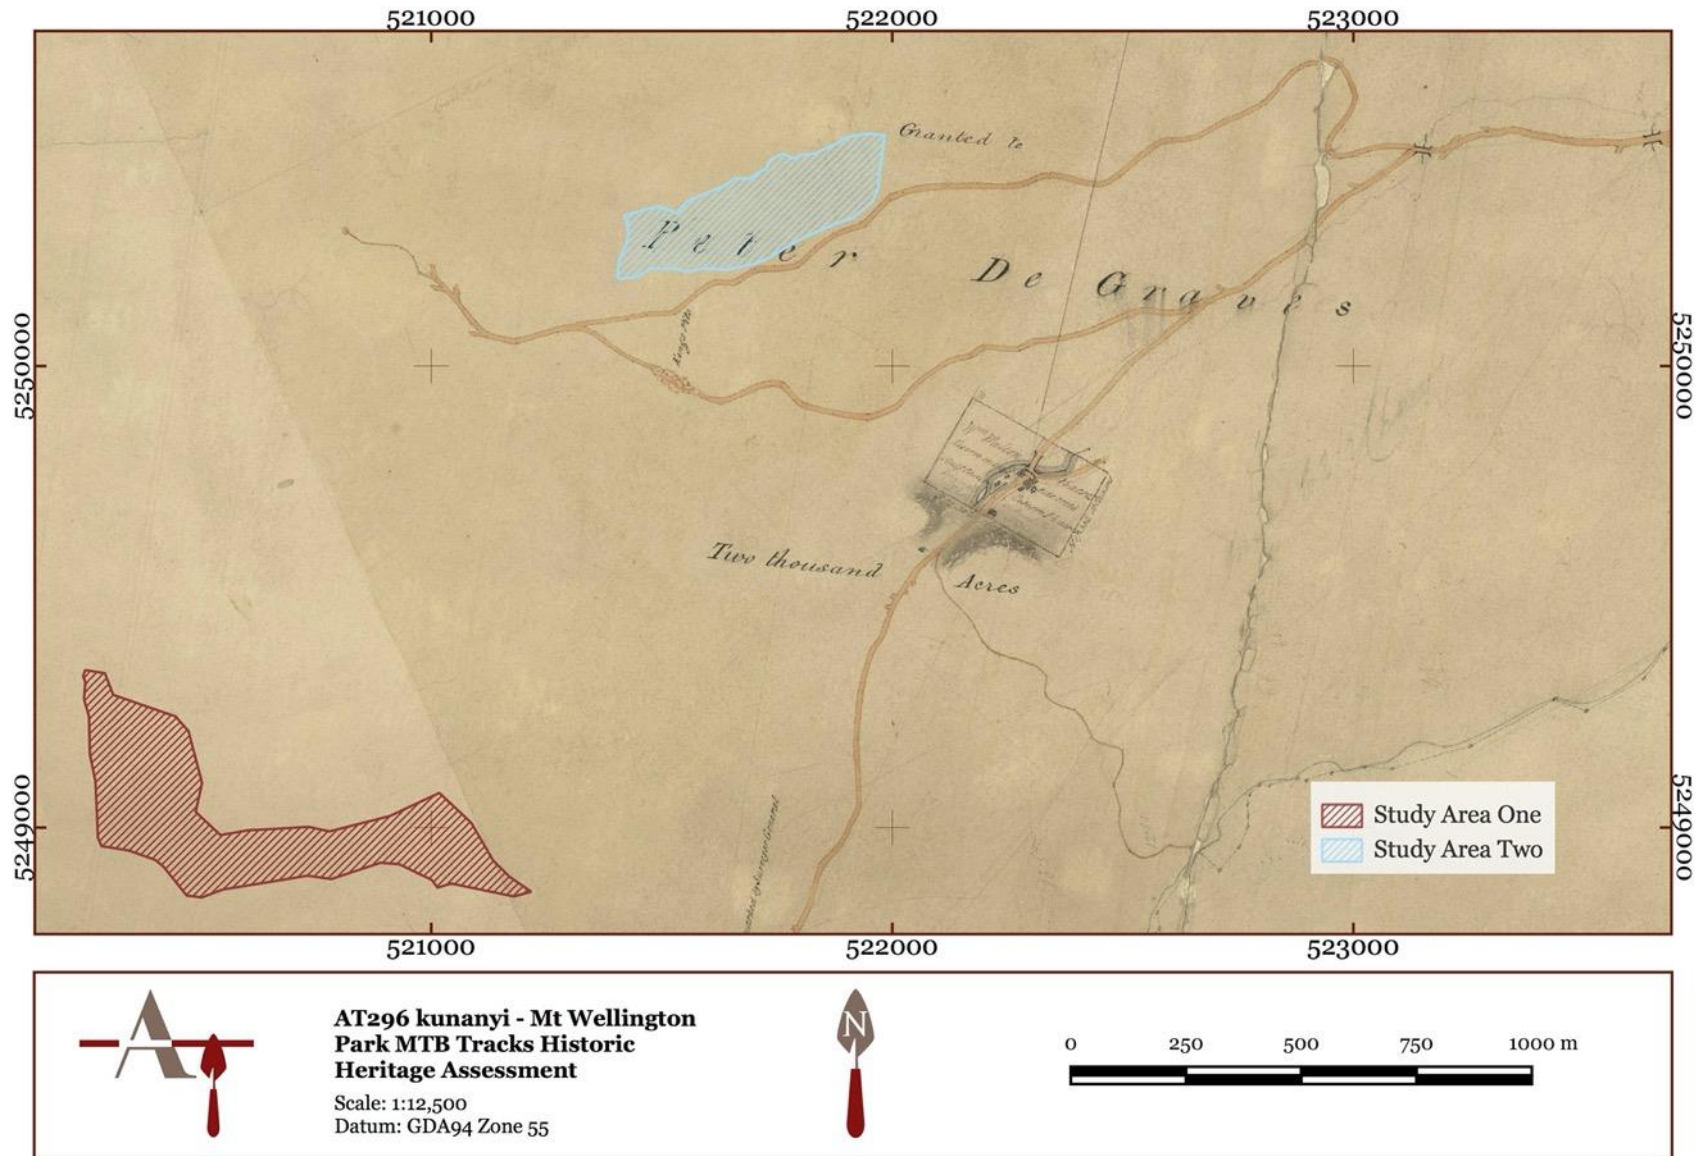 521000 522000 523000
Granted to
Peter De Graves
5250000 5250000
Two thousand Acres
5249000 5249000
Study Area One
Study Area Two
521000 522000 523000
A
AT296 kunanyi - Mt Wellington
Park MTB Tracks Historic
Heritage Assessment
Scale: 1:12,500
Datum: GDA94 Zone 55
N
0 250 500 750 1000 m